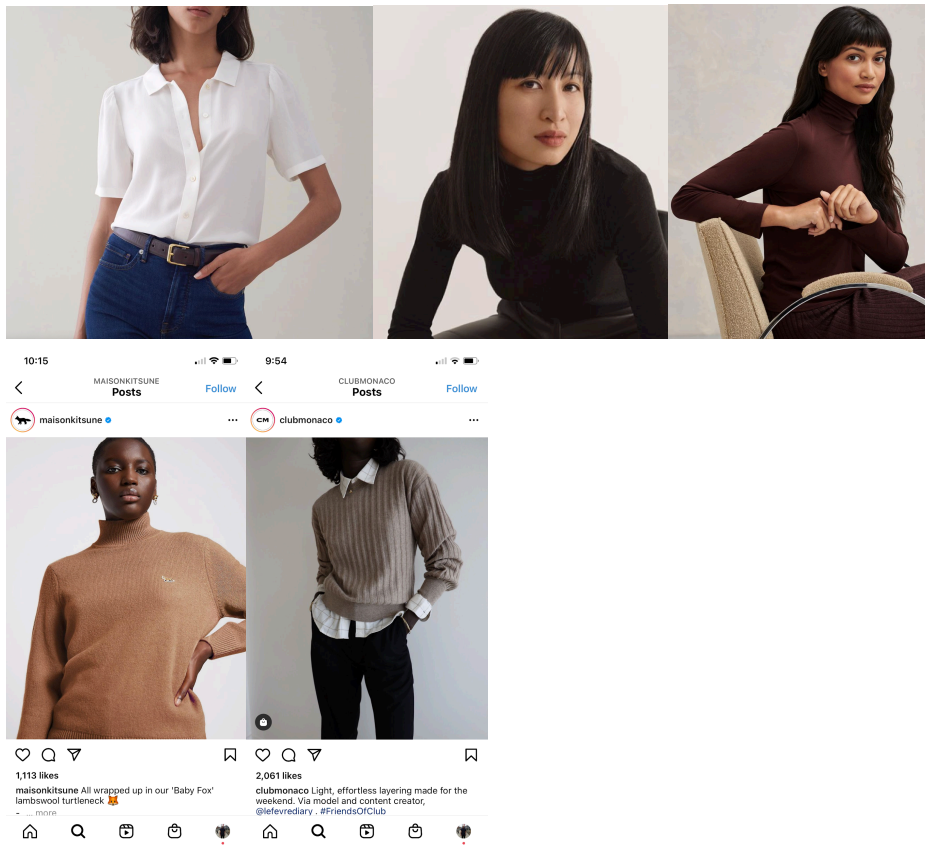 10:15
MAISONKITSUNE
Posts
Follow
maisonkitsune
1,113 likes
maisonkitsune All wrapped up in our 'Baby Fox'
lambswool turtleneck 🦊
- ... more
9:54
CLUBMONACO
Posts
Follow
CM clubmonaco
2,061 likes
clubmonaco Light, effortless layering made for the
weekend. Via model and content creator,
@lefevrediary . #FriendsOfClub